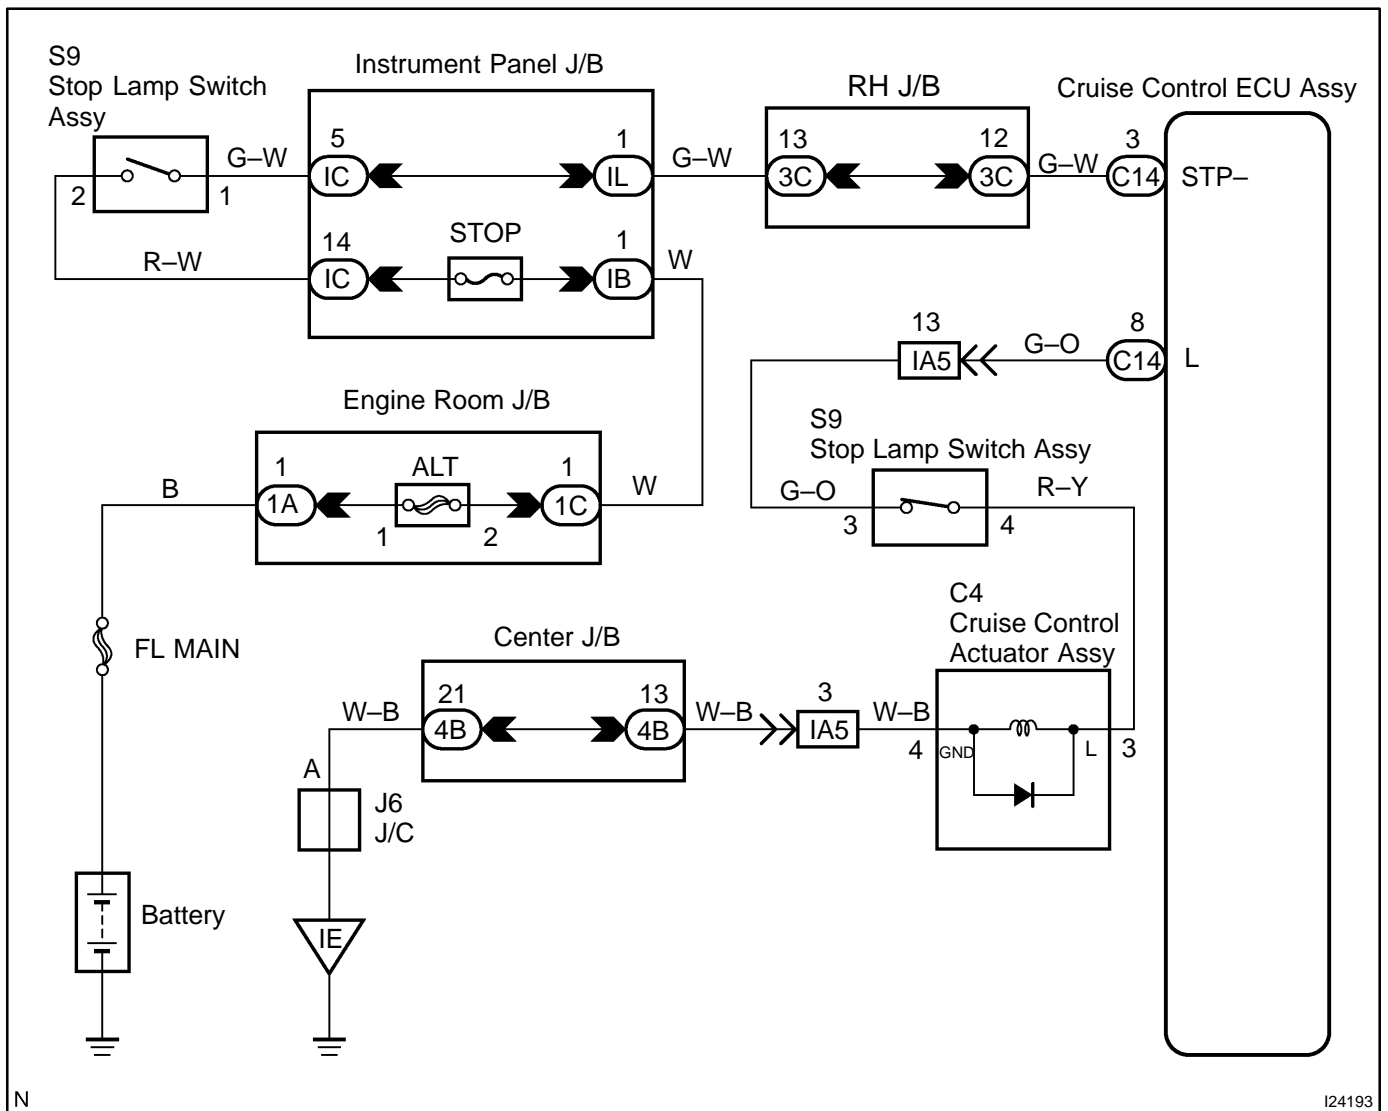 S9
Stop Lamp Switch
Assy
Instrument Panel J/B
RH J/B
Cruise Control ECU Assy
5
1
13
12
3
G–W
IC
IL
G–W
3C
3C
G–W
C14
STP–
2
1
14
STOP
1
R–W
IC
IB
W
13
8
IA5
G–O
C14
L
Engine Room J/B
S9
Stop Lamp Switch Assy
1
ALT
1
B
1A
1C
W
1
2
G–O
R–Y
3
4
C4
Cruise Control
Actuator Assy
FL MAIN
Center J/B
21
13
3
W–B
4B
4B
W–B
IA5
W–B
4
GND
L
3
A
J6
J/C
Battery
IE
N
I24193